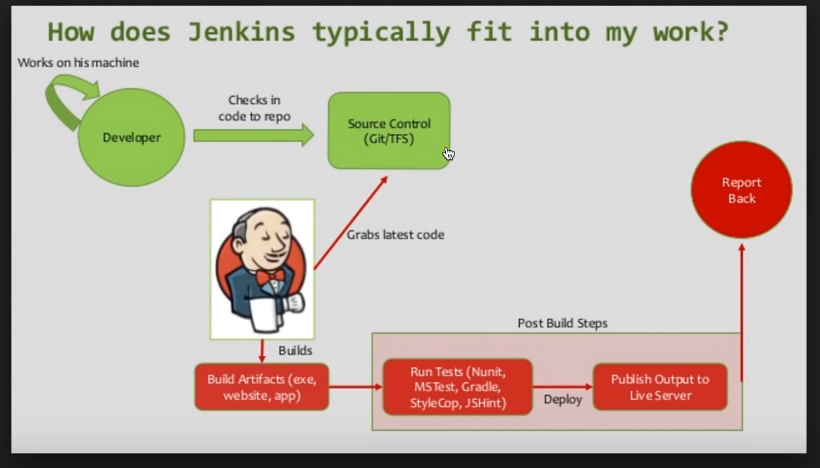 How does Jenkins typically fit into my work?
Works on his machine
Developer
Checks in
code to repo
Source Control
(Git/TFS)
Report
Back
Grabs latest code
Post Build Steps
Builds
Build Artifacts (exe,
website, app)
Run Tests (Nunit,
MSTest, Gradle,
StyleCop, JSHint)
Deploy
Publish Output to
Live Server